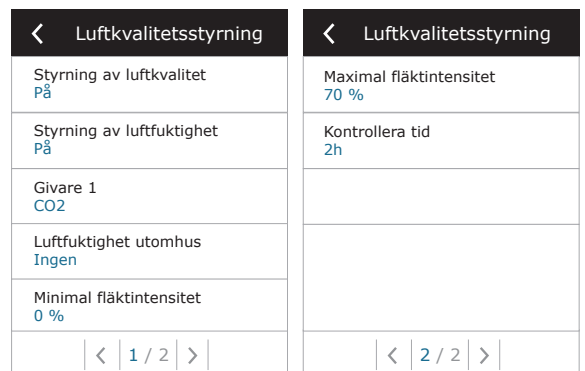 Luftkvalitetsstyrning
Styrning av luftkvalitet
På
Styrning av luftfuktighet
På
Givare 1
CO2
Luftfuktighet utomhus
Ingen
Minimal fläktintensitet
0 %
1 / 2
Luftkvalitetsstyrning
Maximal fläktintensitet
70 %
Kontrollera tid
2h
2 / 2